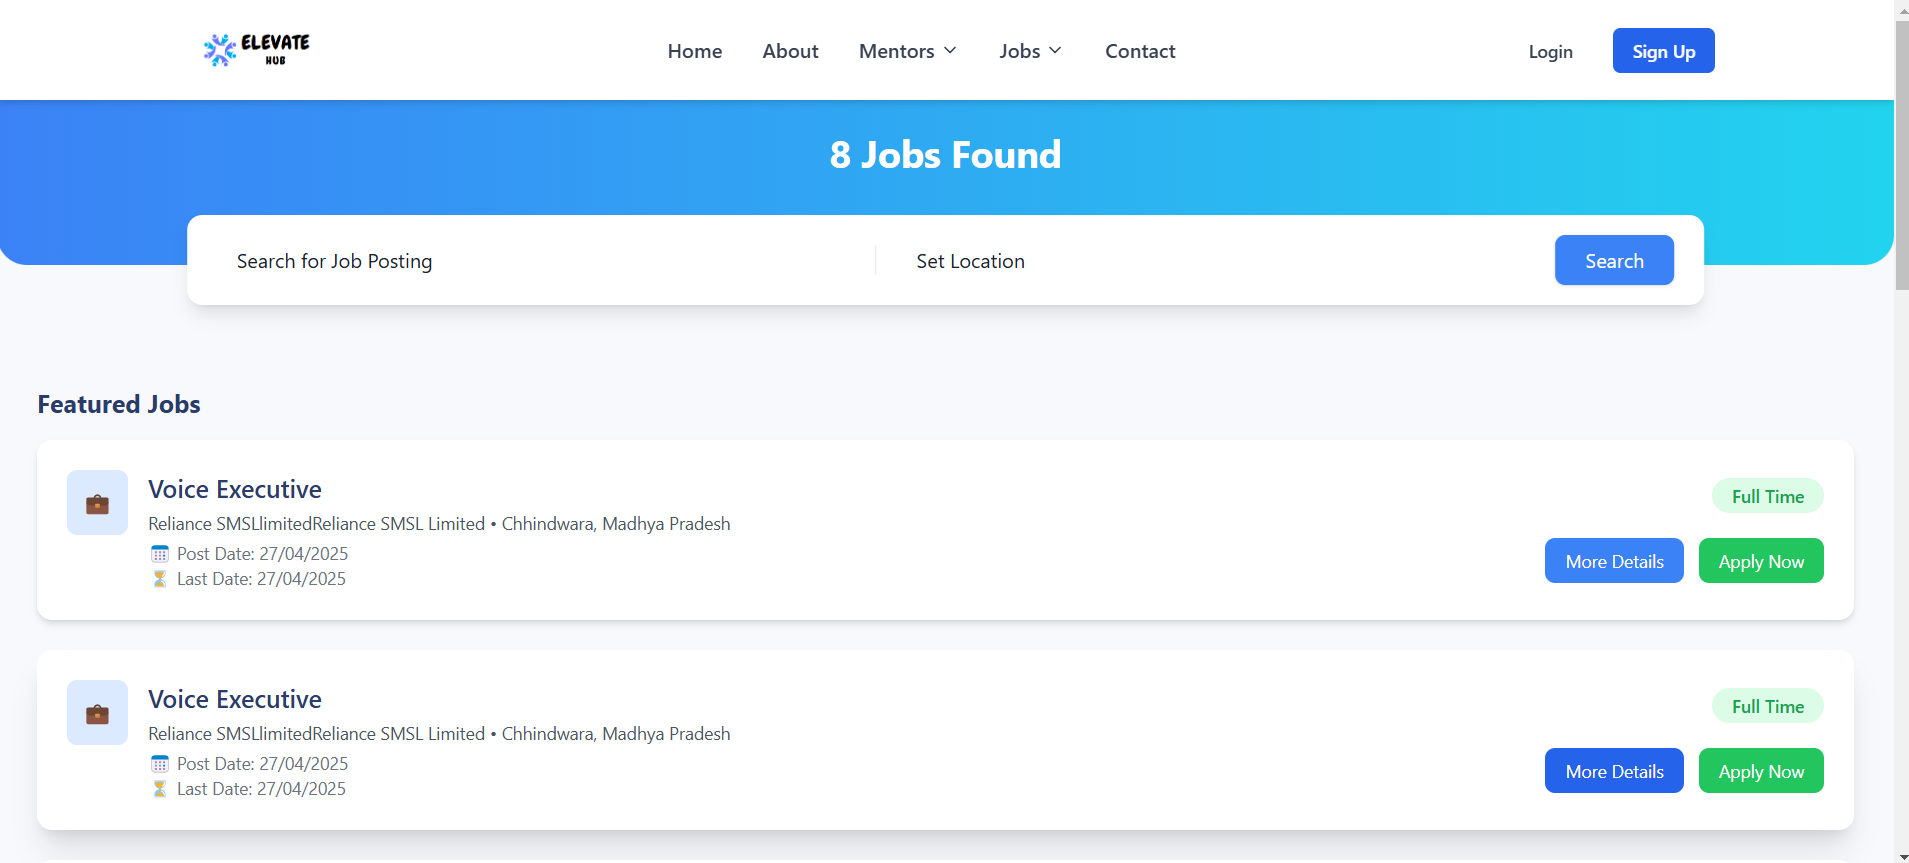 ELEVATE
HUB
Home About Mentors Jobs Contact Login Sign Up
8 Jobs Found
Search for Job Posting Set Location Search
Featured Jobs
Voice Executive
Full Time
Reliance SMSLlimitedReliance SMSL Limited • Chhindwara, Madhya Pradesh
Post Date: 27/04/2025
More Details Apply Now
Last Date: 27/04/2025
Voice Executive
Full Time
Reliance SMSLlimitedReliance SMSL Limited • Chhindwara, Madhya Pradesh
Post Date: 27/04/2025
More Details Apply Now
Last Date: 27/04/2025